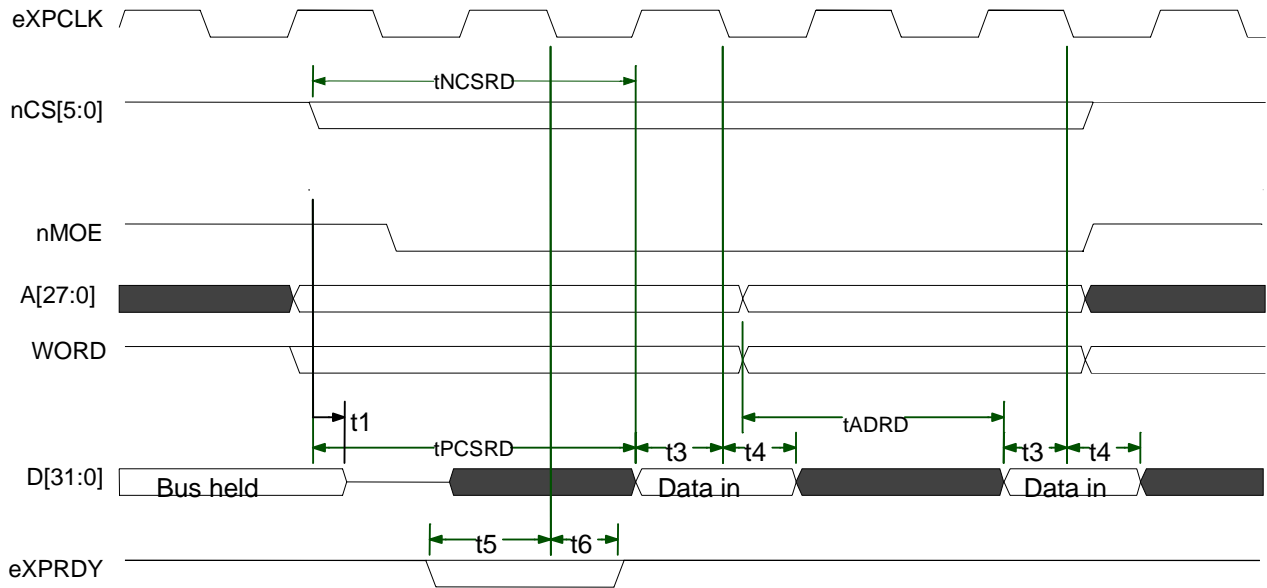 eXPCLK
tNCSRD
nCS[5:0]
nMOE
A[27:0]
WORD
t1
tADRD
tPCSRD
t3
t4
t3
t4
D[31:0]
Bus held
Data in
Data in
t5
t6
eXPRDY